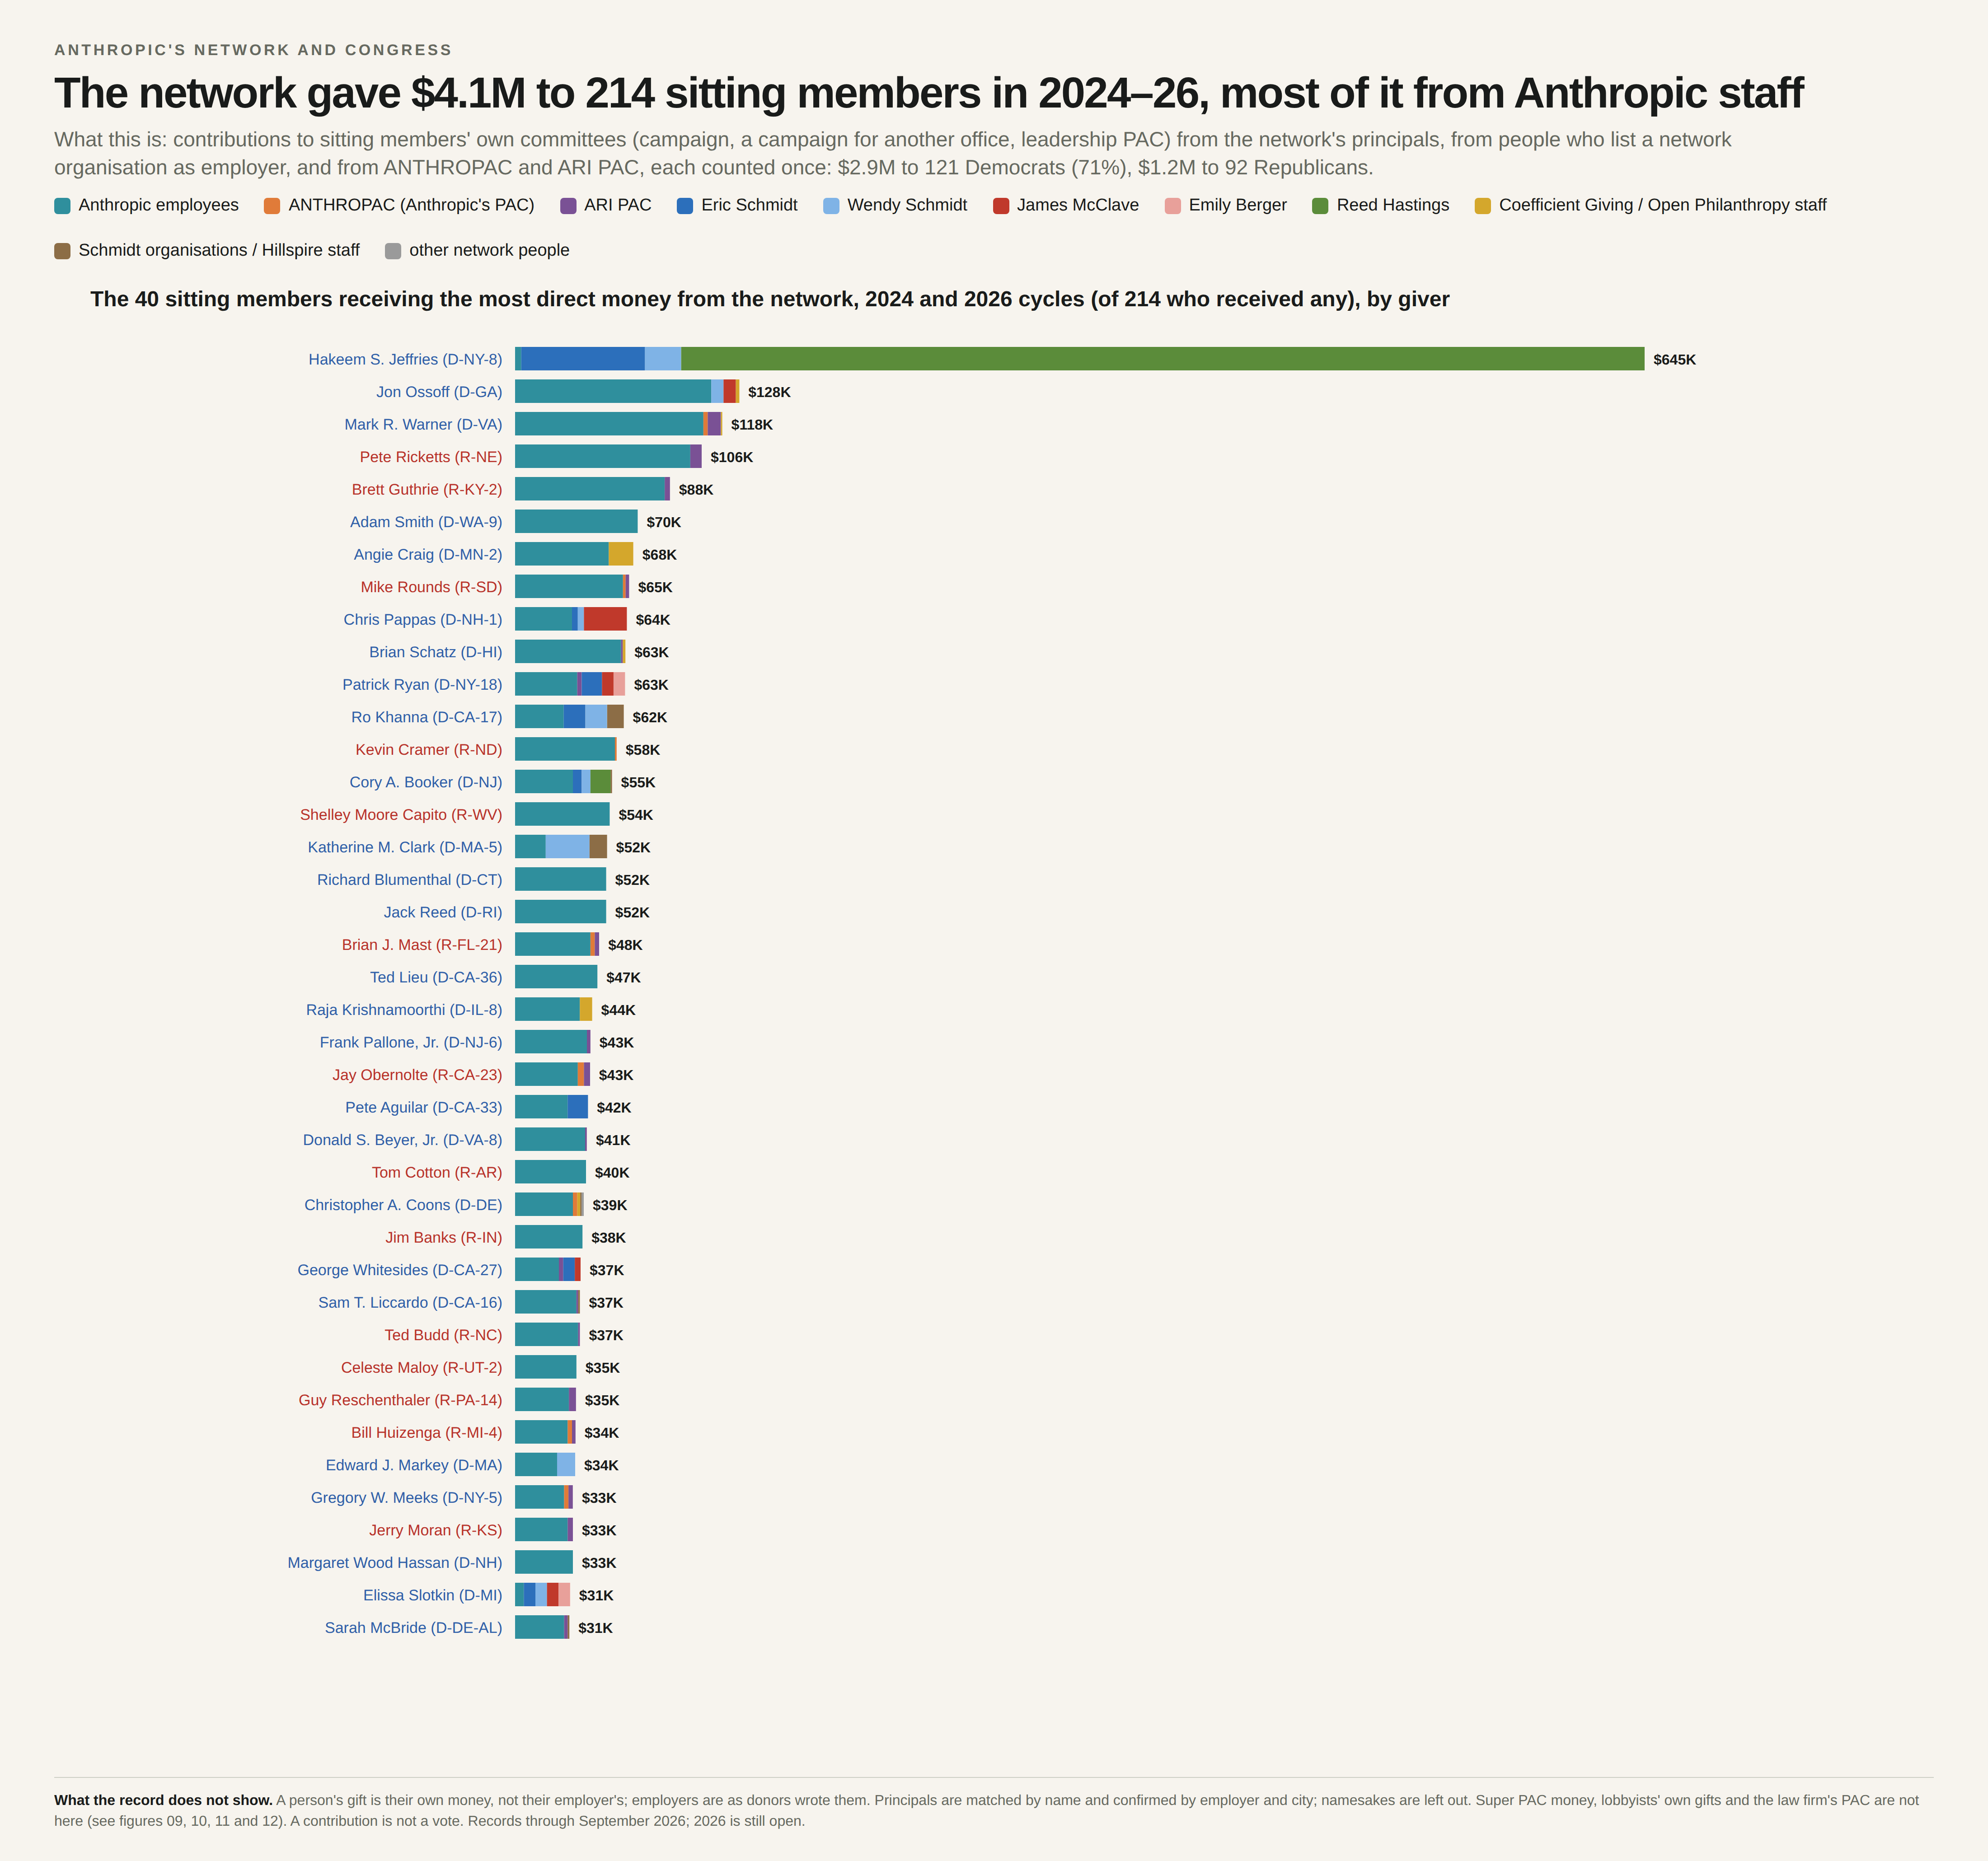 ANTHROPIC'S NETWORK AND CONGRESS
The network gave $4.1M to 214 sitting members in 2024–26, most of it from Anthropic staff
What this is: contributions to sitting members' own committees (campaign, a campaign for another office, leadership PAC) from the network's principals, from people who list a network
organisation as employer, and from ANTHROPAC and ARI PAC, each counted once: $2.9M to 121 Democrats (71%), $1.2M to 92 Republicans.
Anthropic employees ANTHROPAC (Anthropic's PAC) ARI PAC Eric Schmidt Wendy Schmidt James McClave Emily Berger Reed Hastings Coefficient Giving / Open Philanthropy staff
Schmidt organisations / Hillspire staff other network people
The 40 sitting members receiving the most direct money from the network, 2024 and 2026 cycles (of 214 who received any), by giver
Hakeem S. Jeffries (D-NY-8) $645K
Jon Ossoff (D-GA) $128K
Mark R. Warner (D-VA) $118K
Pete Ricketts (R-NE) $106K
Brett Guthrie (R-KY-2) $88K
Adam Smith (D-WA-9) $70K
Angie Craig (D-MN-2) $68K
Mike Rounds (R-SD) $65K
Chris Pappas (D-NH-1) $64K
Brian Schatz (D-HI) $63K
Patrick Ryan (D-NY-18) $63K
Ro Khanna (D-CA-17) $62K
Kevin Cramer (R-ND) $58K
Cory A. Booker (D-NJ) $55K
Shelley Moore Capito (R-WV) $54K
Katherine M. Clark (D-MA-5) $52K
Richard Blumenthal (D-CT) $52K
Jack Reed (D-RI) $52K
Brian J. Mast (R-FL-21) $48K
Ted Lieu (D-CA-36) $47K
Raja Krishnamoorthi (D-IL-8) $44K
Frank Pallone, Jr. (D-NJ-6) $43K
Jay Obernolte (R-CA-23) $43K
Pete Aguilar (D-CA-33) $42K
Donald S. Beyer, Jr. (D-VA-8) $41K
Tom Cotton (R-AR) $40K
Christopher A. Coons (D-DE) $39K
Jim Banks (R-IN) $38K
George Whitesides (D-CA-27) $37K
Sam T. Liccardo (D-CA-16) $37K
Ted Budd (R-NC) $37K
Celeste Maloy (R-UT-2) $35K
Guy Reschenthaler (R-PA-14) $35K
Bill Huizenga (R-MI-4) $34K
Edward J. Markey (D-MA) $34K
Gregory W. Meeks (D-NY-5) $33K
Jerry Moran (R-KS) $33K
Margaret Wood Hassan (D-NH) $33K
Elissa Slotkin (D-MI) $31K
Sarah McBride (D-DE-AL) $31K
What the record does not show. A person's gift is their own money, not their employer's; employers are as donors wrote them. Principals are matched by name and confirmed by employer and city; namesakes are left out. Super PAC money, lobbyists' own gifts and the law firm's PAC are not
here (see figures 09, 10, 11 and 12). A contribution is not a vote. Records through September 2026; 2026 is still open.